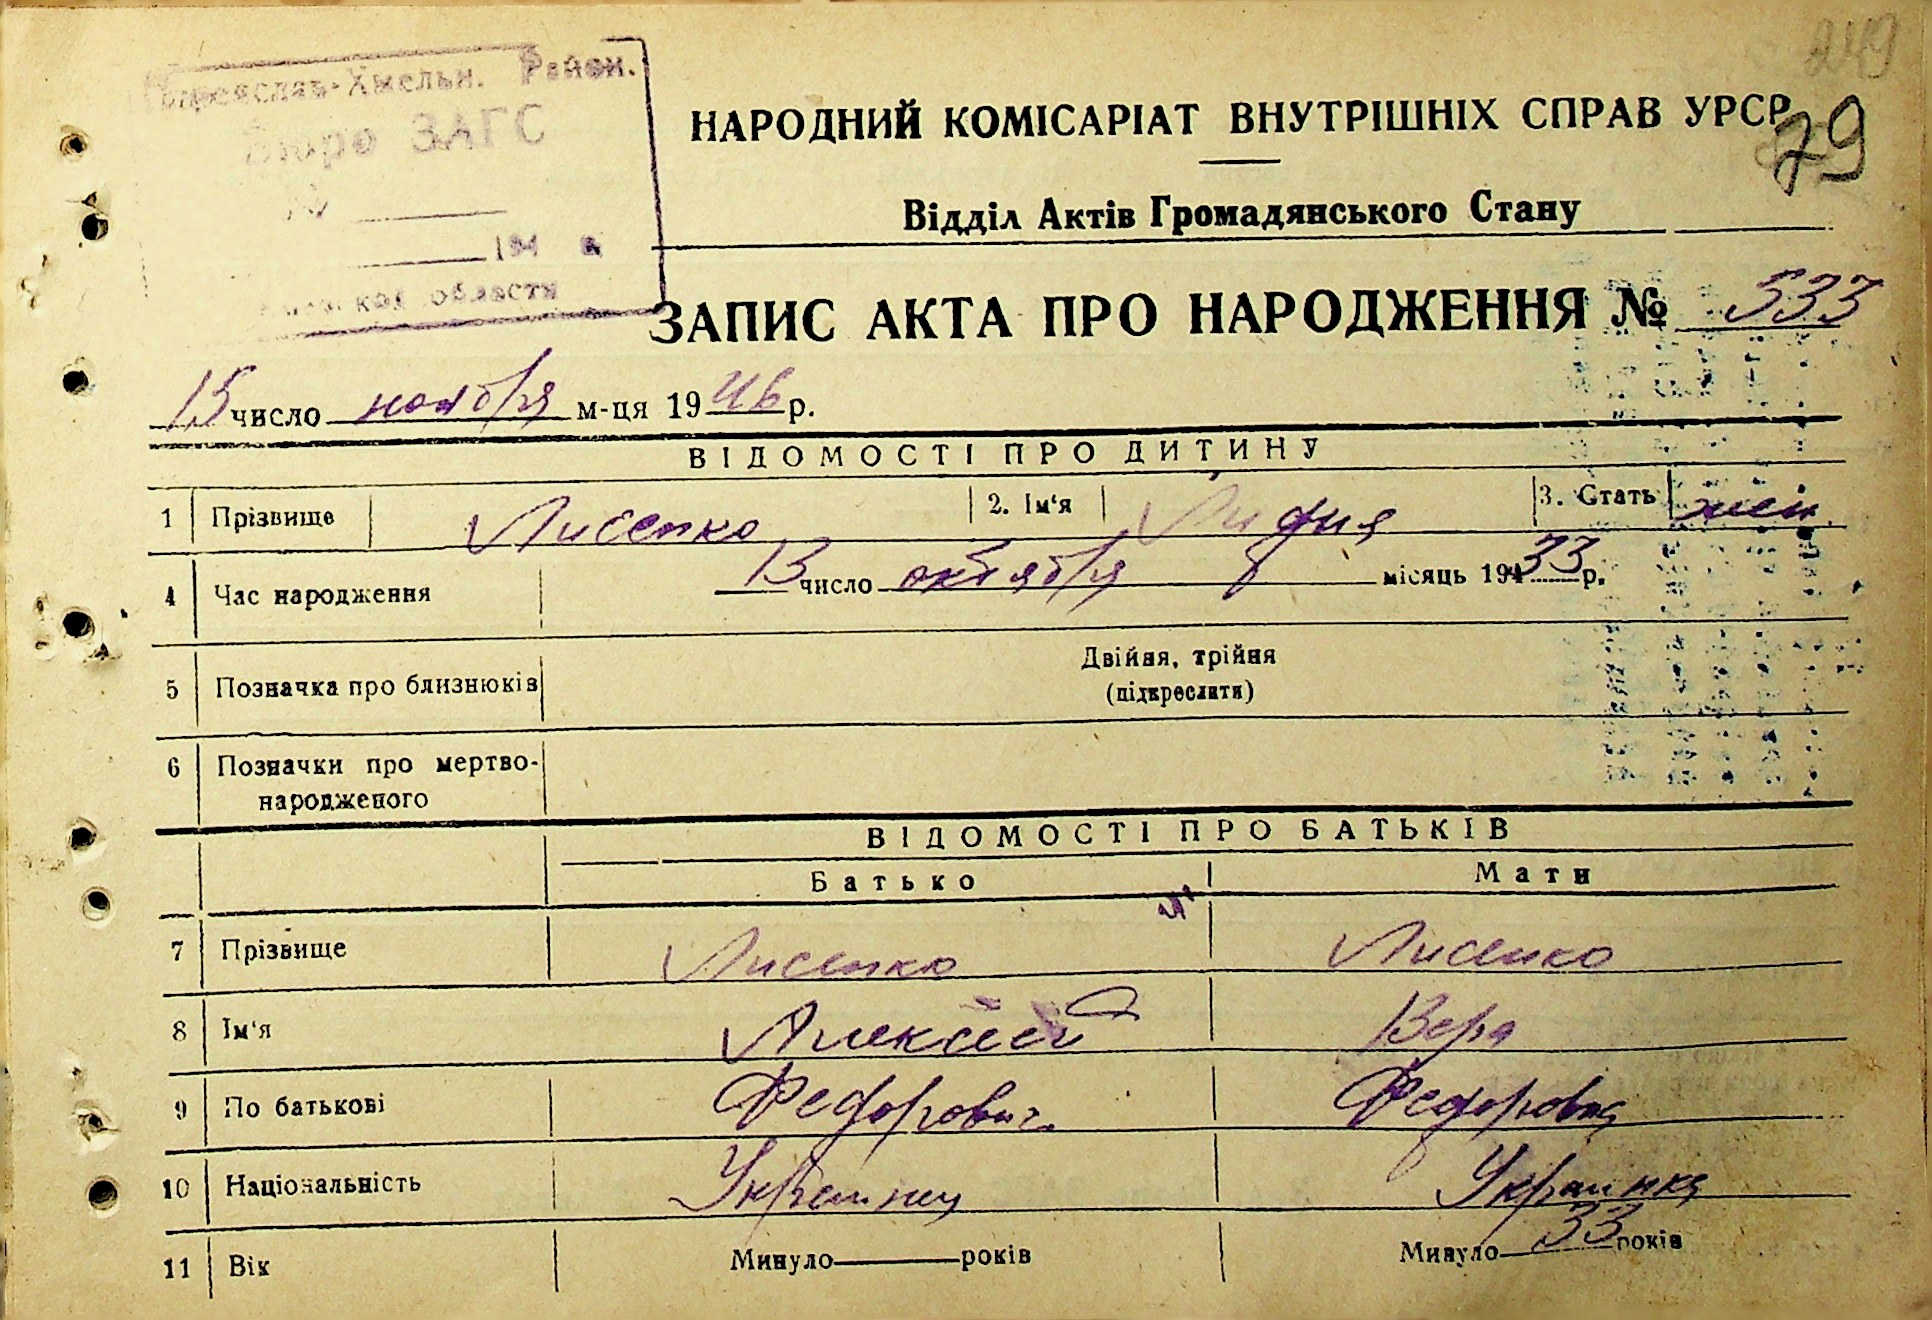 249
79
Переяслав-Хмельн. Район.
Бюро ЗАГС
№
194 г.
области
НАРОДНИЙ КОМІСАРІАТ ВНУТРІШНІХ СПРАВ УРСР
Відділ Актів Громадянського Стану
ЗАПИС АКТА ПРО НАРОДЖЕННЯ № 533
15 число ноября м-ця 1946 р.
ВІДОМОСТІ ПРО ДИТИНУ
1 Прізвище Лисенко 2. Ім'я Лидия 3. Стать жен.
4 Час народження 13 число октября місяць 19433 р.
5 Позначка про близнюків Двійня, трійня
(підкреслити)
6 Позначки про мертво-
народженого
ВІДОМОСТІ ПРО БАТЬКІВ
Батько Мати
7 Прізвище Лисенко Лисенко
8 Ім'я Алексей Вера
9 По батькові Федорович Федоровна
10 Національність Украинец Украинка
11 Вік Минуло років Минуло 33 років